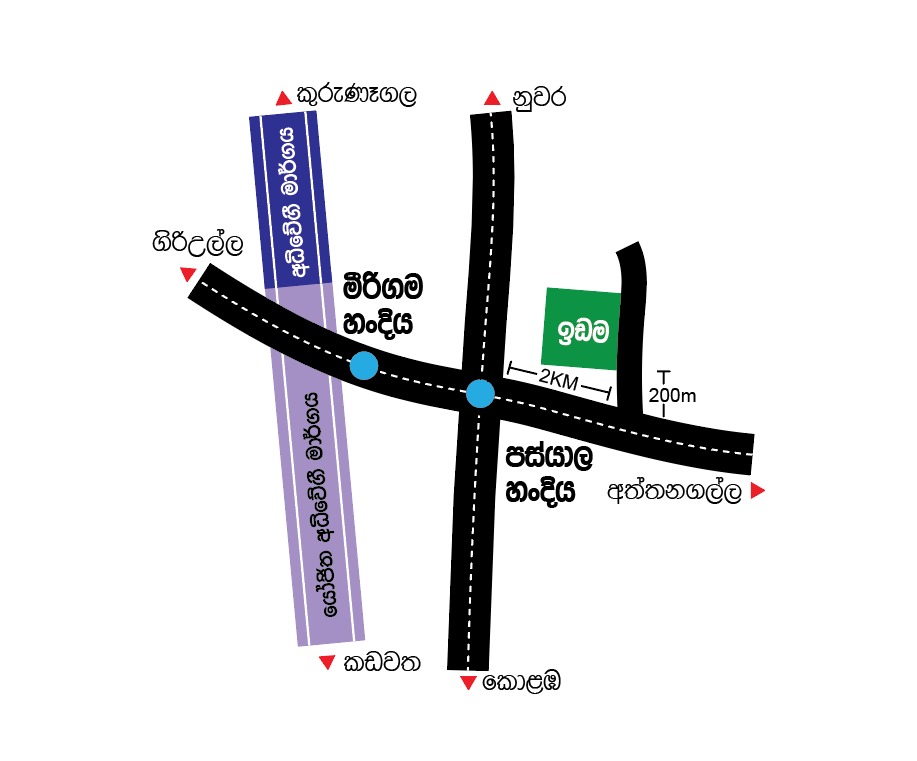 කුරුණෑගල
නුවර
අධිවේගී මාර්ගය
ගිරිඋල්ල
මීරිගම
හංදිය
ඉඩම
2KM
200m
යෝජිත අධිවේගී මාර්ගය
පස්යාල
හංදිය
අත්තනගල්ල
කඩවත
කොළඹ